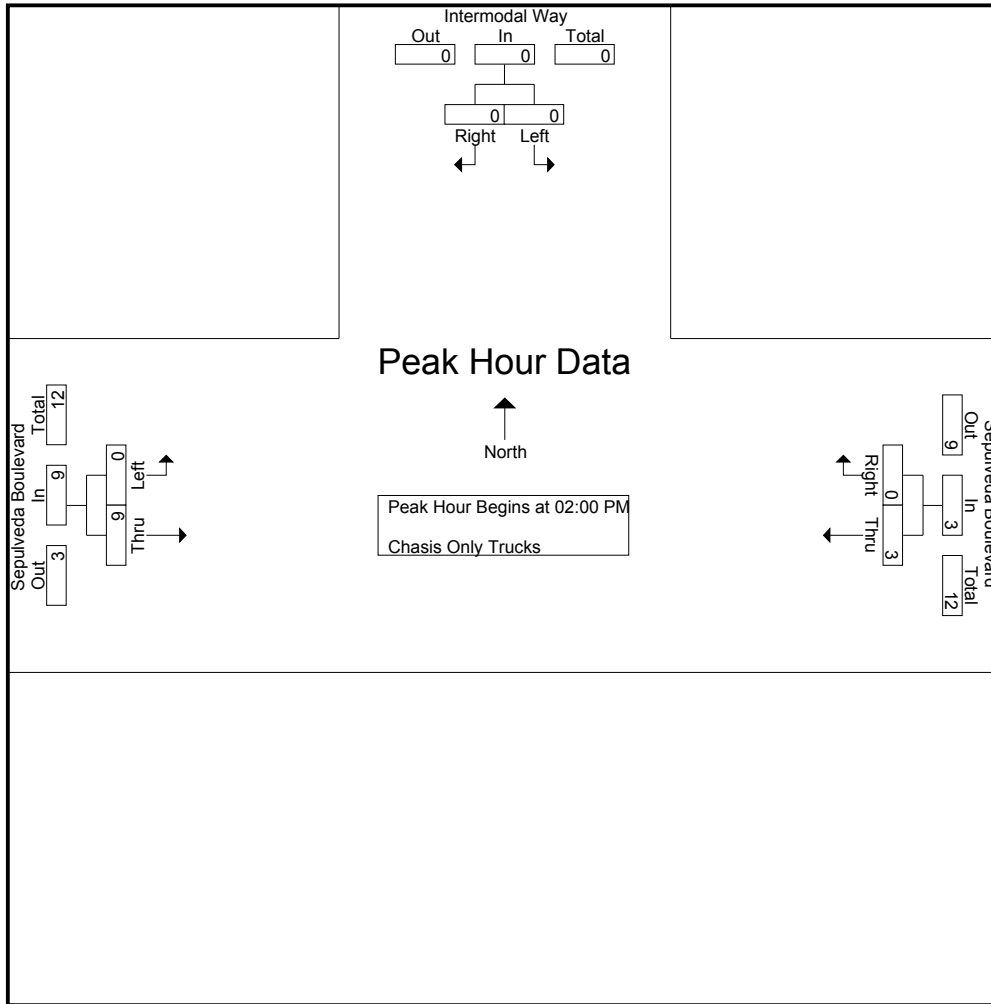 Intermodal Way
Out In Total
0 0 0
0 0
Right Left
Peak Hour Data
North
Peak Hour Begins at 02:00 PM
Chasis Only Trucks
Sepulveda Boulevard
Total In Out
12 9 3
0 9
Left Thru
Sepulveda Boulevard
Out In Total
9 3 12
0 3
Right Thru